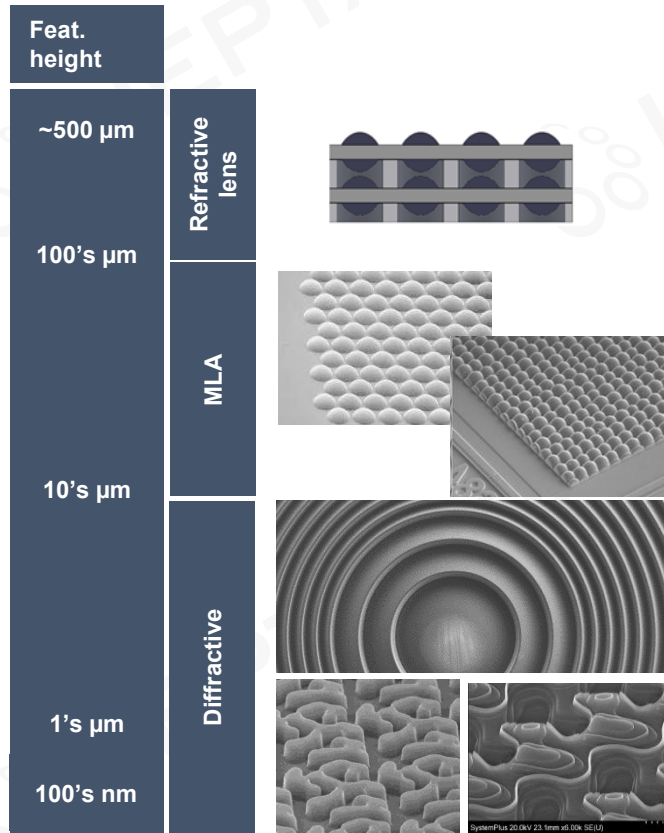 Feat.
height
~500 µm
Refractive
lens
100's µm
MLA
10's µm
Diffractive
1's µm
100's nm
SystemPlus 20.0kV 23.1mm x6.00k SE(U)